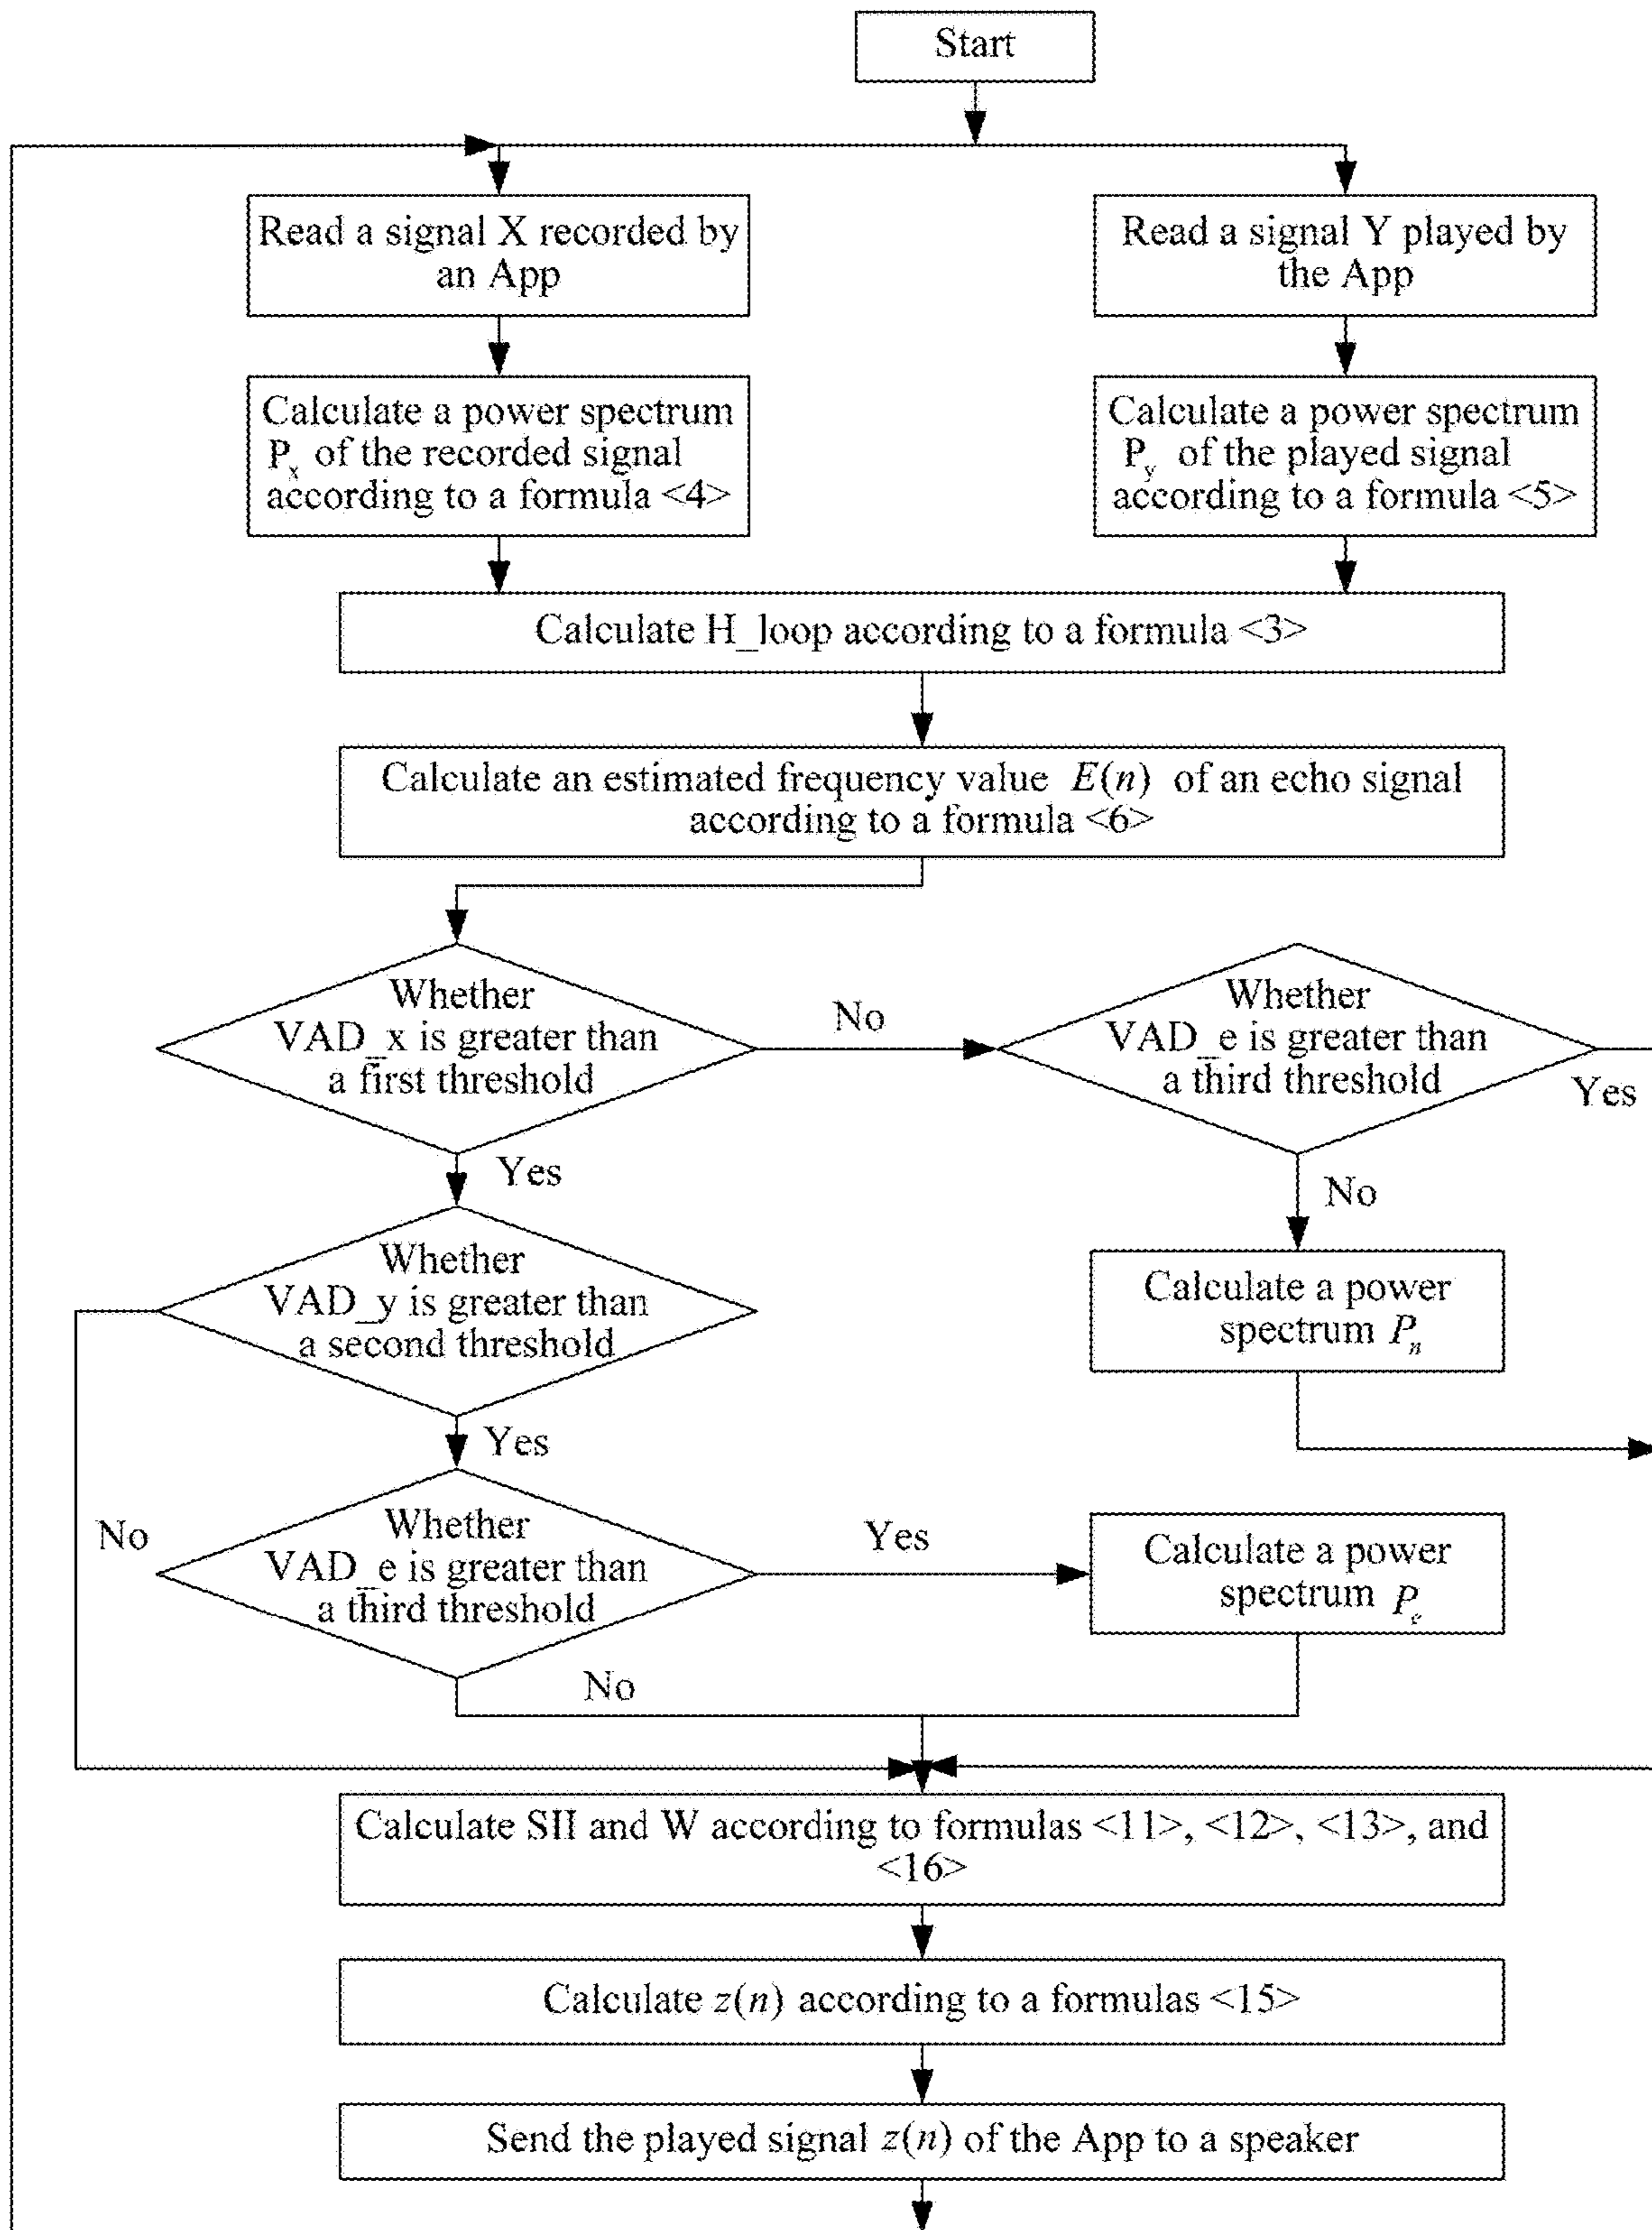 Start
Read a signal X recorded by
an App
Read a signal Y played by
the App
Calculate a power spectrum
Px of the recorded signal
according to a formula <4>
Calculate a power spectrum
Py of the played signal
according to a formula <5>
Calculate H_loop according to a formula <3>
Calculate an estimated frequency value E(n) of an echo signal
according to a formula <6>
Whether
VAD_x is greater than
a first threshold
No
Whether
VAD_e is greater than
a third threshold
Yes
Yes
No
Whether
VAD_y is greater than
a second threshold
Calculate a power
spectrum Pn
Yes
No
Whether
VAD_e is greater than
a third threshold
Yes
Calculate a power
spectrum Pe
No
Calculate SII and W according to formulas <11>, <12>, <13>, and
<16>
Calculate z(n) according to a formulas <15>
Send the played signal z(n) of the App to a speaker